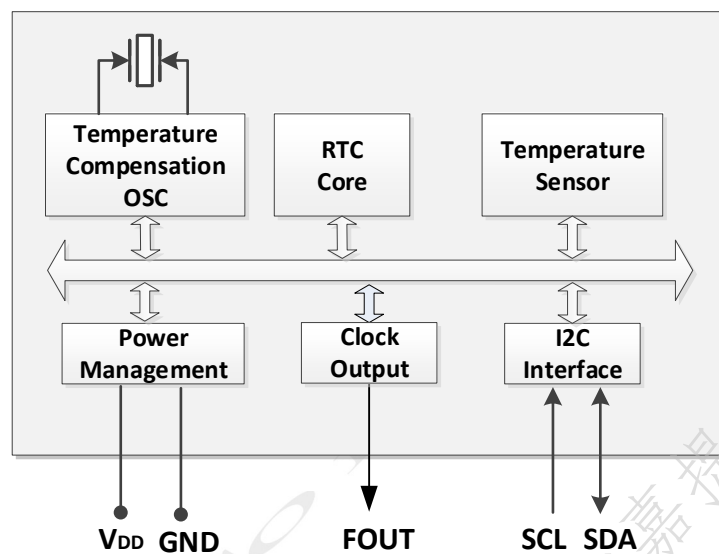 Temperature
Compensation
OSC
RTC
Core
Temperature
Sensor
Power
Management
Clock
Output
I2C
Interface
VDD GND FOUT SCL SDA